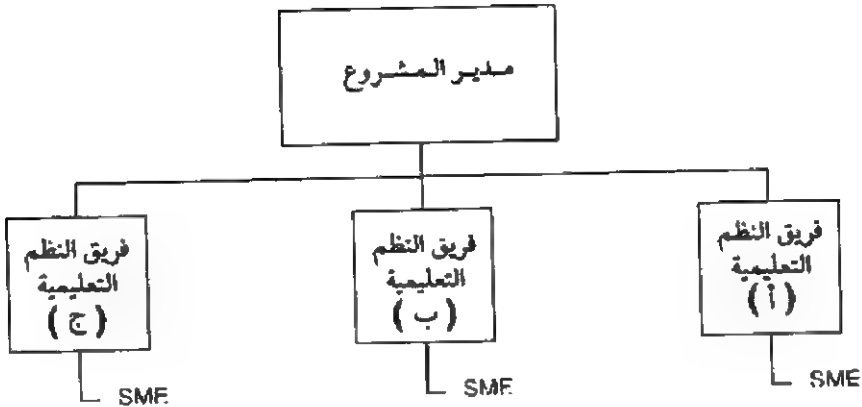 مدير المشروع
فريق النظم
التعليمية
( أ )
فريق النظم
التعليمية
( ب )
فريق النظم
التعليمية
( ج )
SME
SME
SME